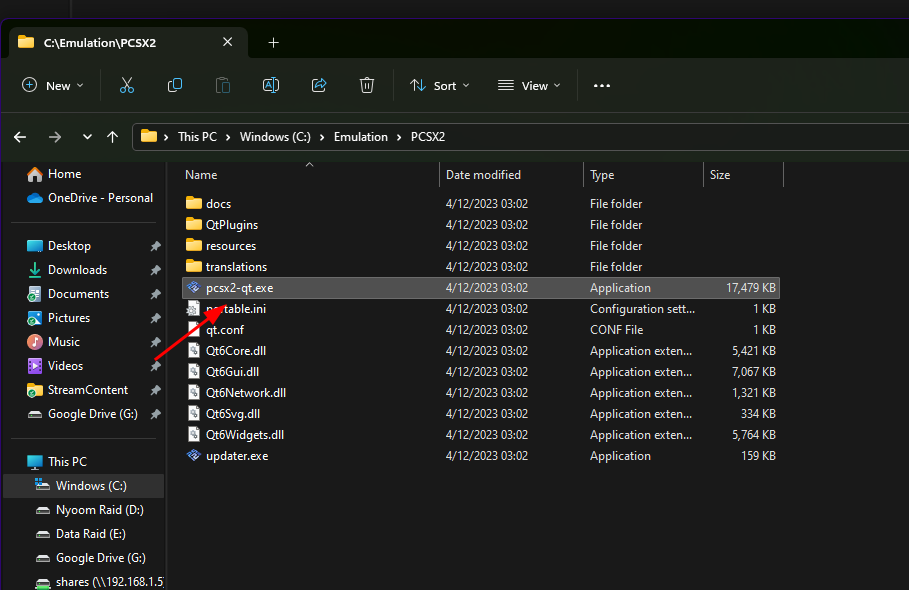 C:\Emulation\PCSX2
New
Sort
View
This PC
Windows (C:)
Emulation
PCSX2
Home
OneDrive - Personal
Desktop
Downloads
Documents
Pictures
Music
Videos
StreamContent
Google Drive (G:)
This PC
Windows (C:)
Nyoom Raid (D:)
Data Raid (E:)
Google Drive (G:)
shares (\\192.168.1.5)
Name Date modified Type Size
docs 4/12/2023 03:02 File folder
QtPlugins 4/12/2023 03:02 File folder
resources 4/12/2023 03:02 File folder
translations 4/12/2023 03:02 File folder
pcsx2-qt.exe 4/12/2023 03:02 Application 17,479 KB
portable.ini 4/12/2023 03:02 Configuration sett... 1 KB
qt.conf 4/12/2023 03:02 CONF File 1 KB
Qt6Core.dll 4/12/2023 03:02 Application exten... 5,421 KB
Qt6Gui.dll 4/12/2023 03:02 Application exten... 7,067 KB
Qt6Network.dll 4/12/2023 03:02 Application exten... 1,321 KB
Qt6Svg.dll 4/12/2023 03:02 Application exten... 334 KB
Qt6Widgets.dll 4/12/2023 03:02 Application exten... 5,764 KB
updater.exe 4/12/2023 03:02 Application 159 KB